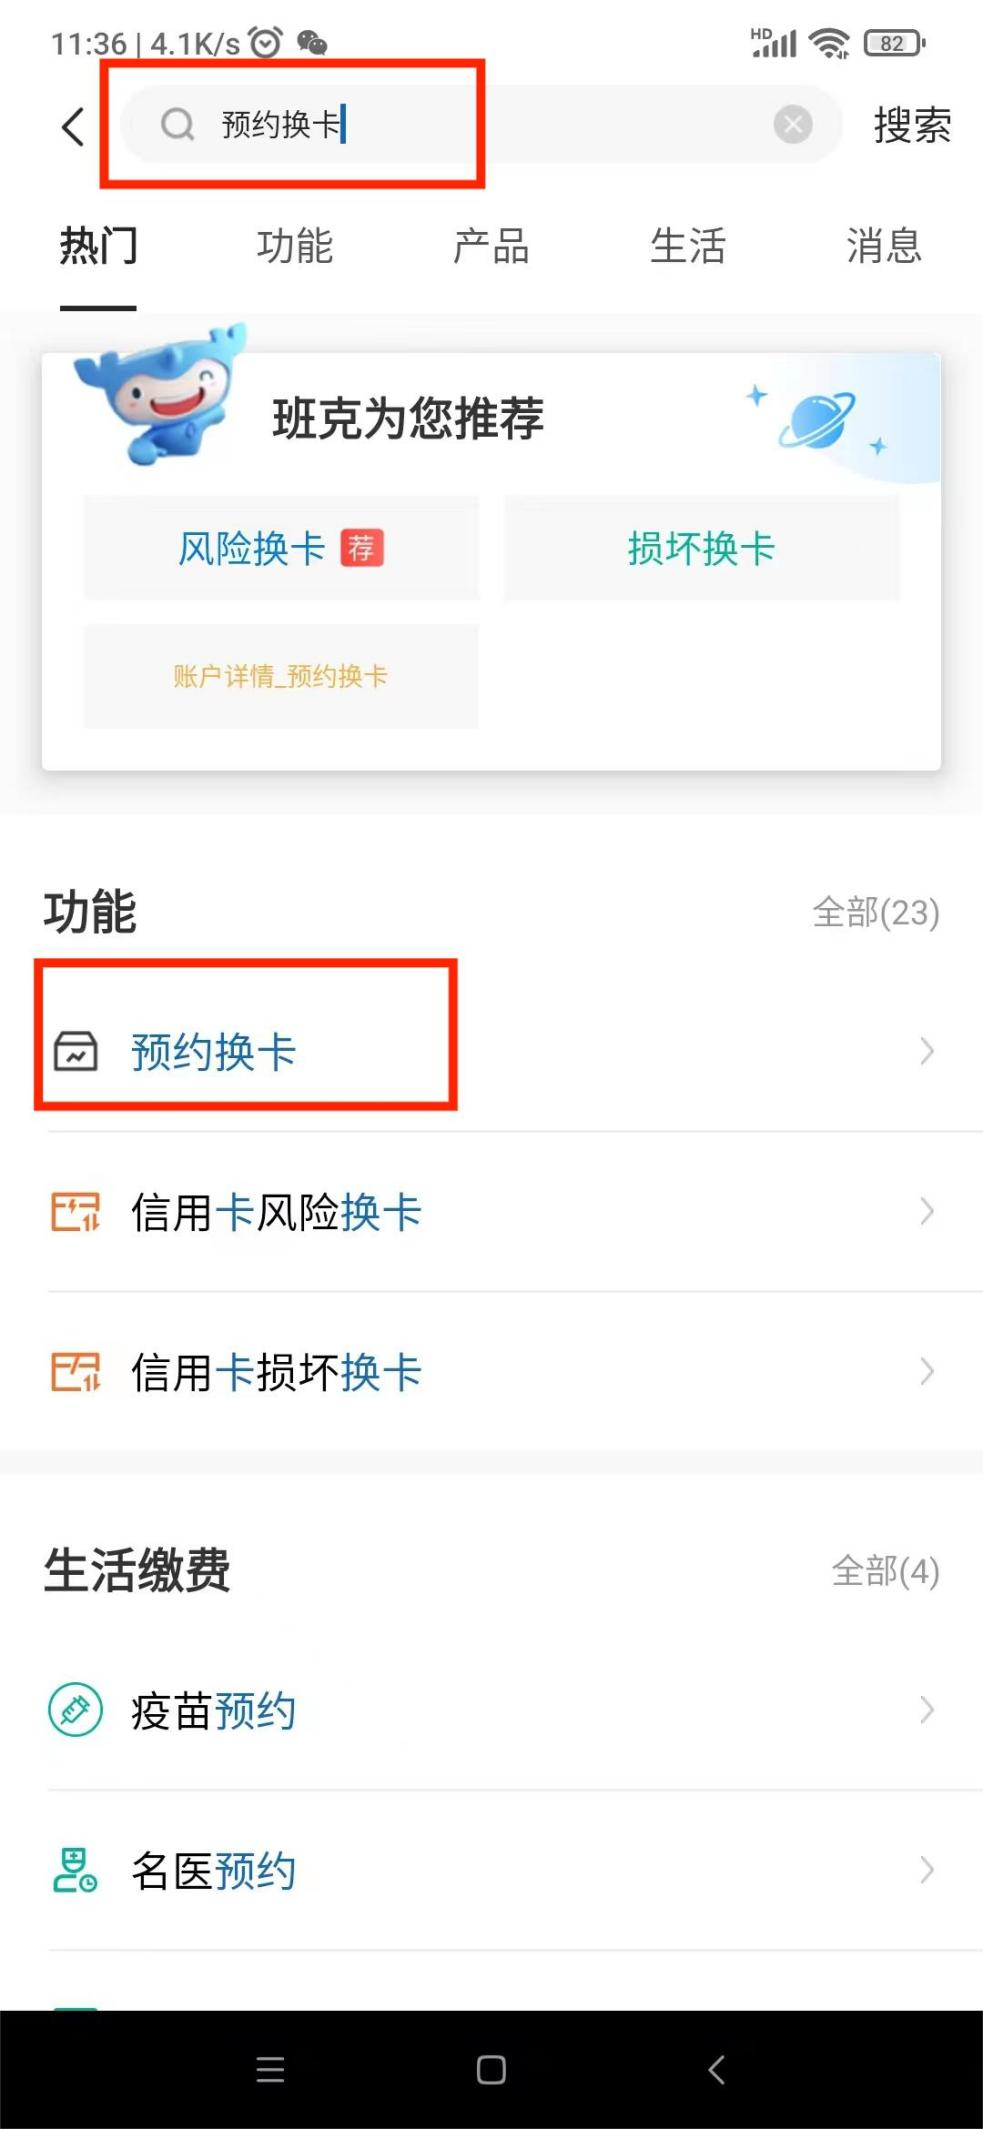 11:36 | 4.1K/s HD 82
预约换卡 搜索
热门 功能 产品 生活 消息
班克为您推荐
风险换卡 荐 损坏换卡
账户详情_预约换卡
功能 全部(23)
预约换卡
信用卡风险换卡
信用卡损坏换卡
生活缴费 全部(4)
疫苗预约
名医预约